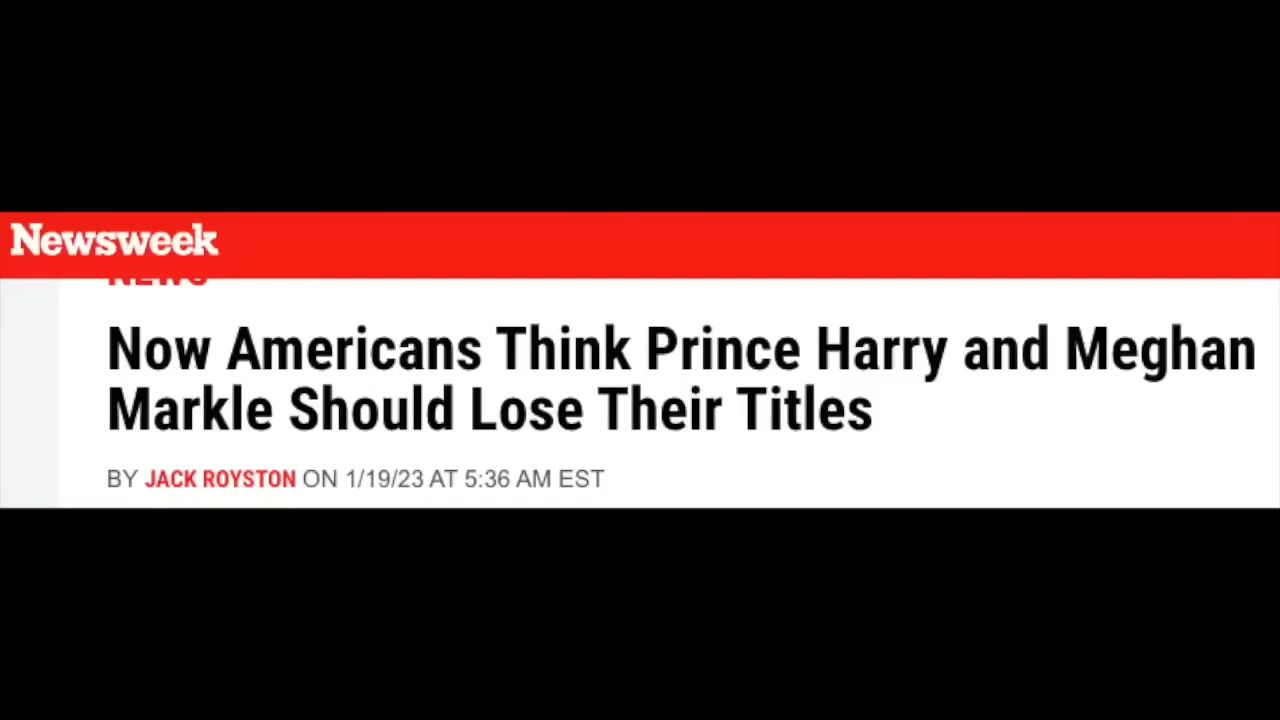 Newsweek
NEWS
Now Americans Think Prince Harry and Meghan
Markle Should Lose Their Titles
BY JACK ROYSTON ON 1/19/23 AT 5:36 AM EST